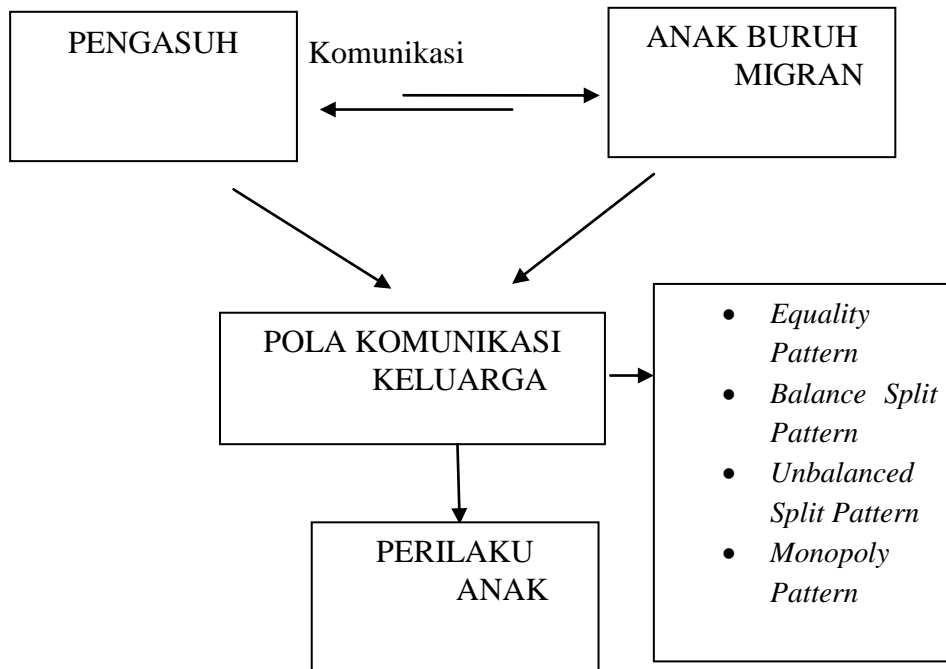 PENGASUH
Komunikasi
ANAK BURUH
MIGRAN
POLA KOMUNIKASI
KELUARGA
• Equality
Pattern
• Balance Split
Pattern
• Unbalanced
Split Pattern
• Monopoly
Pattern
PERILAKU
ANAK